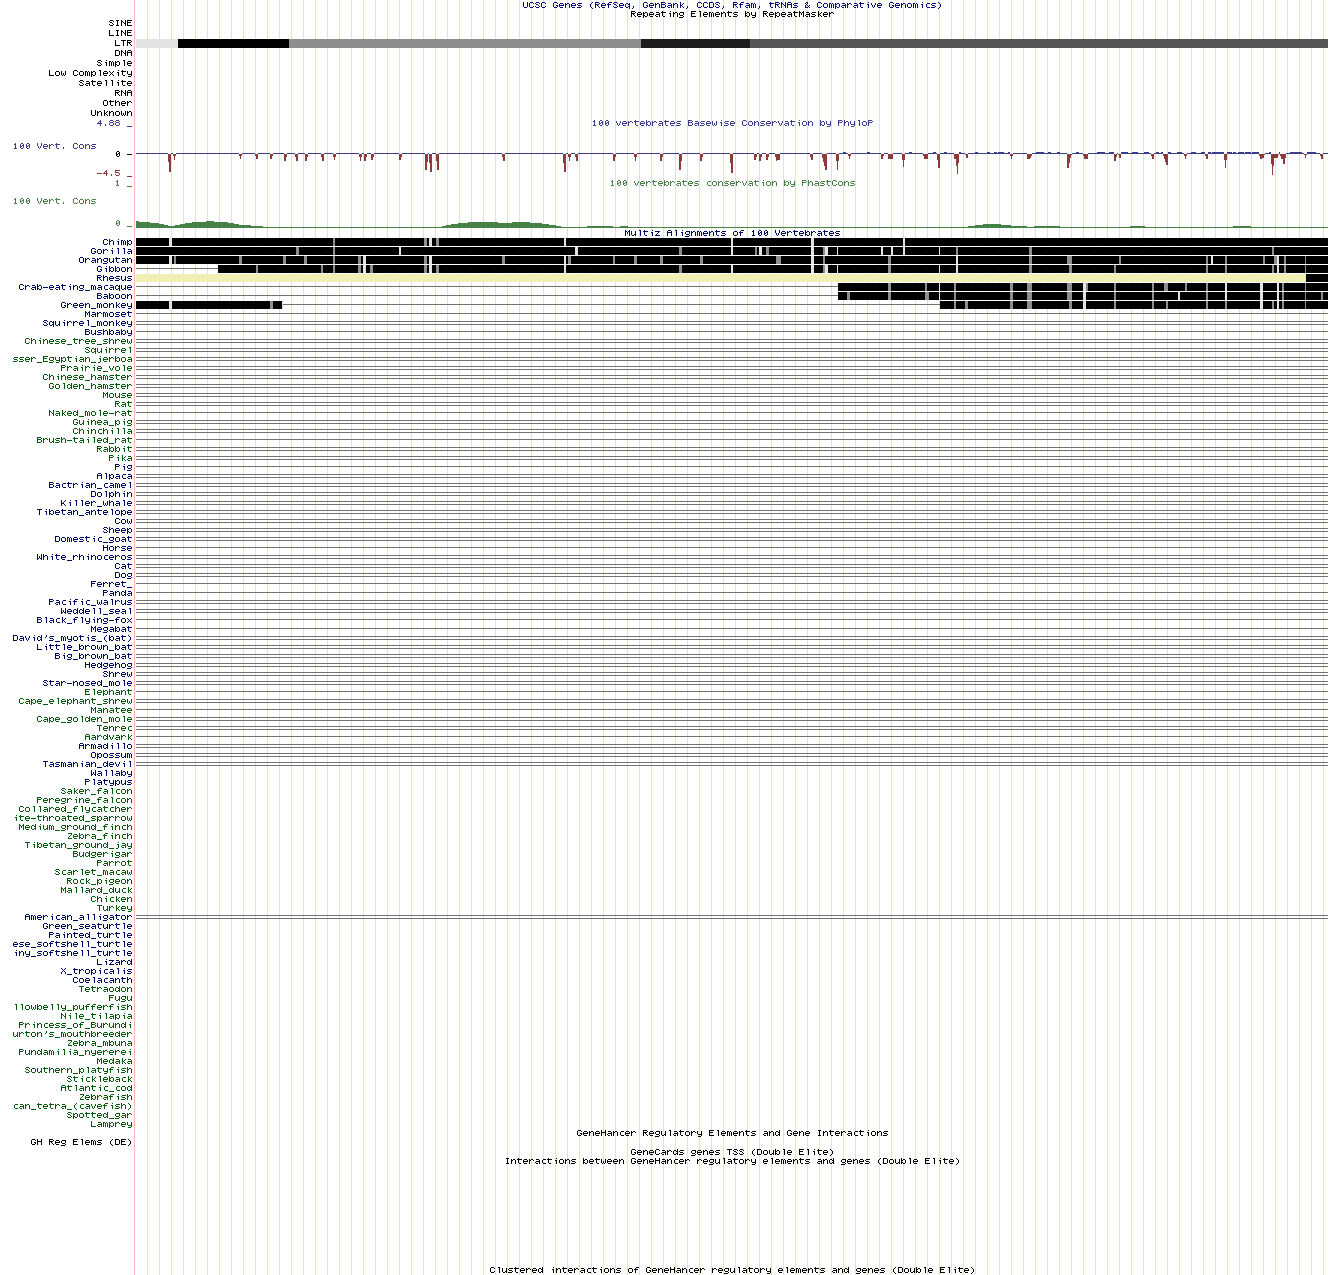 UCSC Genes (RefSeq, GenBank, CCDS, Rfam, tRNAs & Comparative Genomics)
Repeating Elements by RepeatMasker
SINE
LINE
LTR
DNA
Simple
Low Complexity
Satellite
RNA
Other
Unknown
4.88 _
100 vertebrates Basewise Conservation by PhyloP
100 Vert. Cons
0 -
-4.5 _
1 _
100 vertebrates conservation by PhastCons
100 Vert. Cons
0 _
Multiz Alignments of 100 Vertebrates
Chimp
Gorilla
Orangutan
Gibbon
Rhesus
Crab-eating_macaque
Baboon
Green_monkey
Marmoset
Squirrel_monkey
Bushbaby
Chinese_tree_shrew
Squirrel
sser_Egyptian_jerboa
Prairie_vole
Chinese_hamster
Golden_hamster
Mouse
Rat
Naked_mole-rat
Guinea_pig
Chinchilla
Brush-tailed_rat
Rabbit
Pika
Pig
Alpaca
Bactrian_camel
Dolphin
Killer_whale
Tibetan_antelope
Cow
Sheep
Domestic_goat
Horse
White_rhinoceros
Cat
Dog
Ferret_
Panda
Pacific_walrus
Weddell_seal
Black_flying-fox
Megabat
David's_myotis_(bat)
Little_brown_bat
Big_brown_bat
Hedgehog
Shrew
Star-nosed_mole
Elephant
Cape_elephant_shrew
Manatee
Cape_golden_mole
Tenrec
Aardvark
Armadillo
Opossum
Tasmanian_devil
Wallaby
Platypus
Saker_falcon
Peregrine_falcon
Collared_flycatcher
ite-throated_sparrow
Medium_ground_finch
Zebra_finch
Tibetan_ground_jay
Budgerigar
Parrot
Scarlet_macaw
Rock_pigeon
Mallard_duck
Chicken
Turkey
American_alligator
Green_seaturtle
Painted_turtle
ese_softshell_turtle
iny_softshell_turtle
Lizard
X_tropicalis
Coelacanth
Tetraodon
Fugu
llowbelly_pufferfish
Nile_tilapia
Princess_of_Burundi
urton's_mouthbreeder
Zebra_mbuna
Pundamilia_nyererei
Medaka
Southern_platyfish
Stickleback
Atlantic_cod
Zebrafish
can_tetra_(cavefish)
Spotted_gar
Lamprey
GeneHancer Regulatory Elements and Gene Interactions
GH Reg Elems (DE)
GeneCards genes TSS (Double Elite)
Interactions between GeneHancer regulatory elements and genes (Double Elite)
Clustered interactions of GeneHancer regulatory elements and genes (Double Elite)